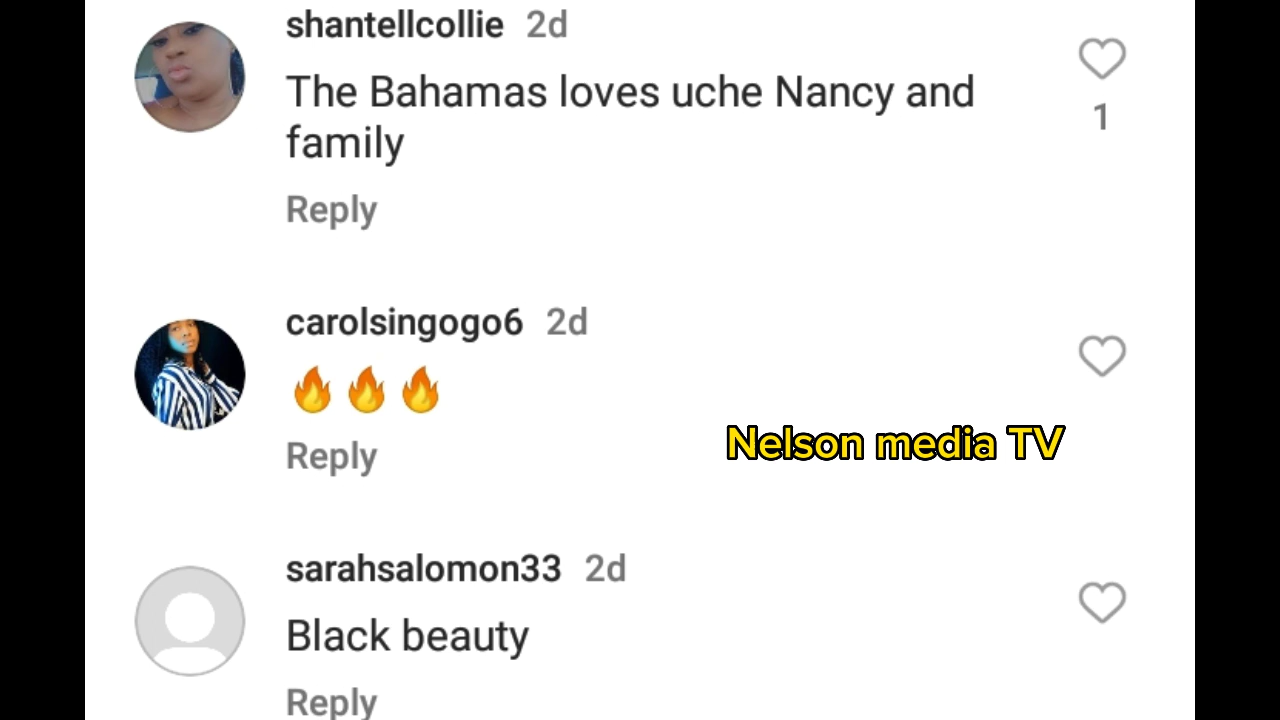 shantellcollie 2d
The Bahamas loves uche Nancy and
family
1
Reply
carolsingogo6 2d
🔥🔥🔥
Reply
Nelson media TV
sarahsalomon33 2d
Black beauty
Reply